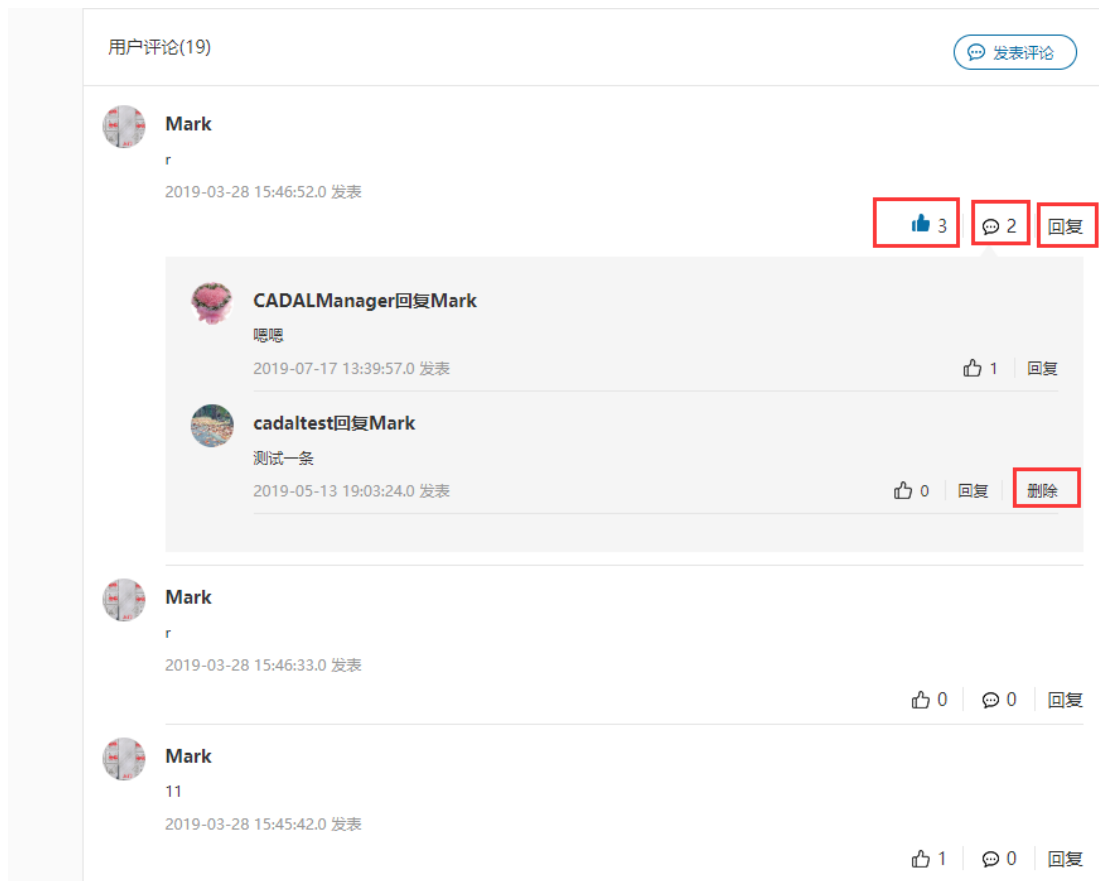 用户评论(19)
发表评论
Mark
r
2019-03-28 15:46:52.0 发表
3 2 回复
CADALManager回复Mark
嗯嗯
2019-07-17 13:39:57.0 发表 1 回复
cadaltest回复Mark
测试一条
2019-05-13 19:03:24.0 发表 0 回复 删除
Mark
r
2019-03-28 15:46:33.0 发表
0 0 回复
Mark
11
2019-03-28 15:45:42.0 发表
1 0 回复